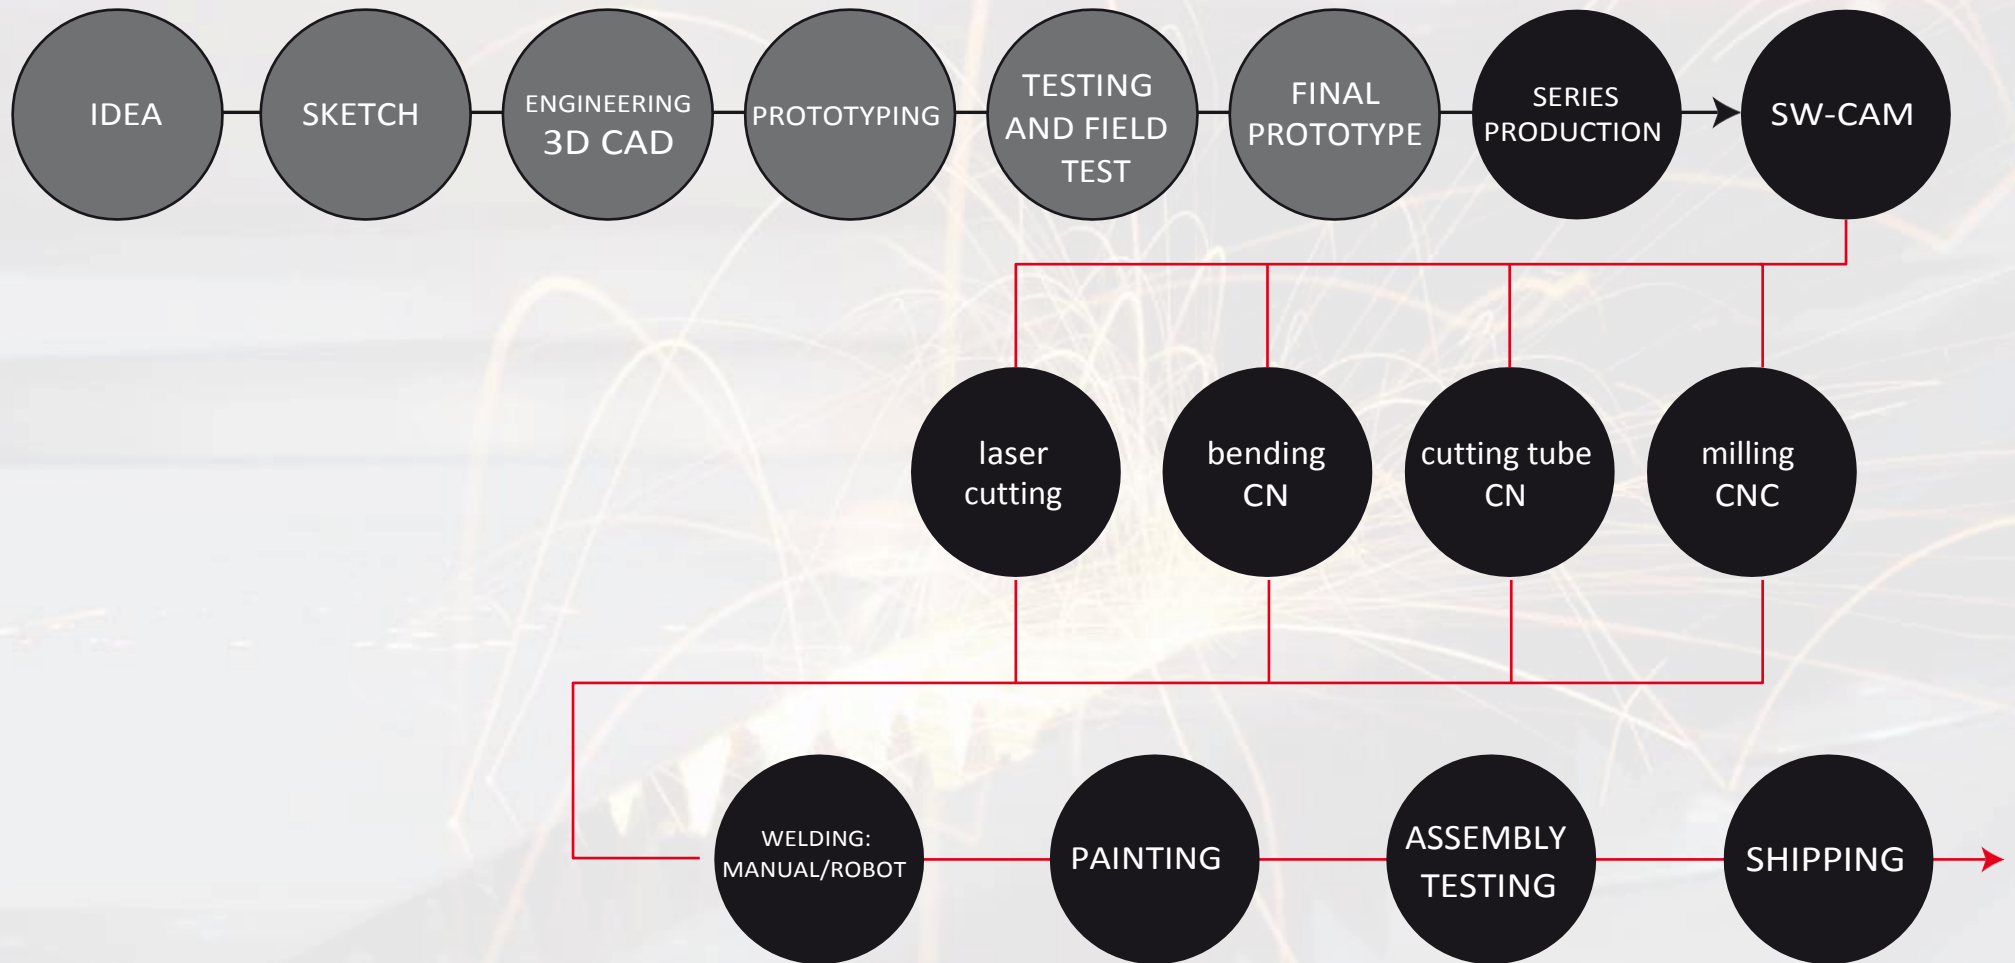 IDEA
SKETCH
ENGINEERING
3D CAD
PROTOTYPING
TESTING
AND FIELD
TEST
FINAL
PROTOTYPE
SERIES
PRODUCTION
SW-CAM
laser
cutting
bending
CN
cutting tube
CN
milling
CNC
WELDING:
MANUAL/ROBOT
PAINTING
ASSEMBLY
TESTING
SHIPPING